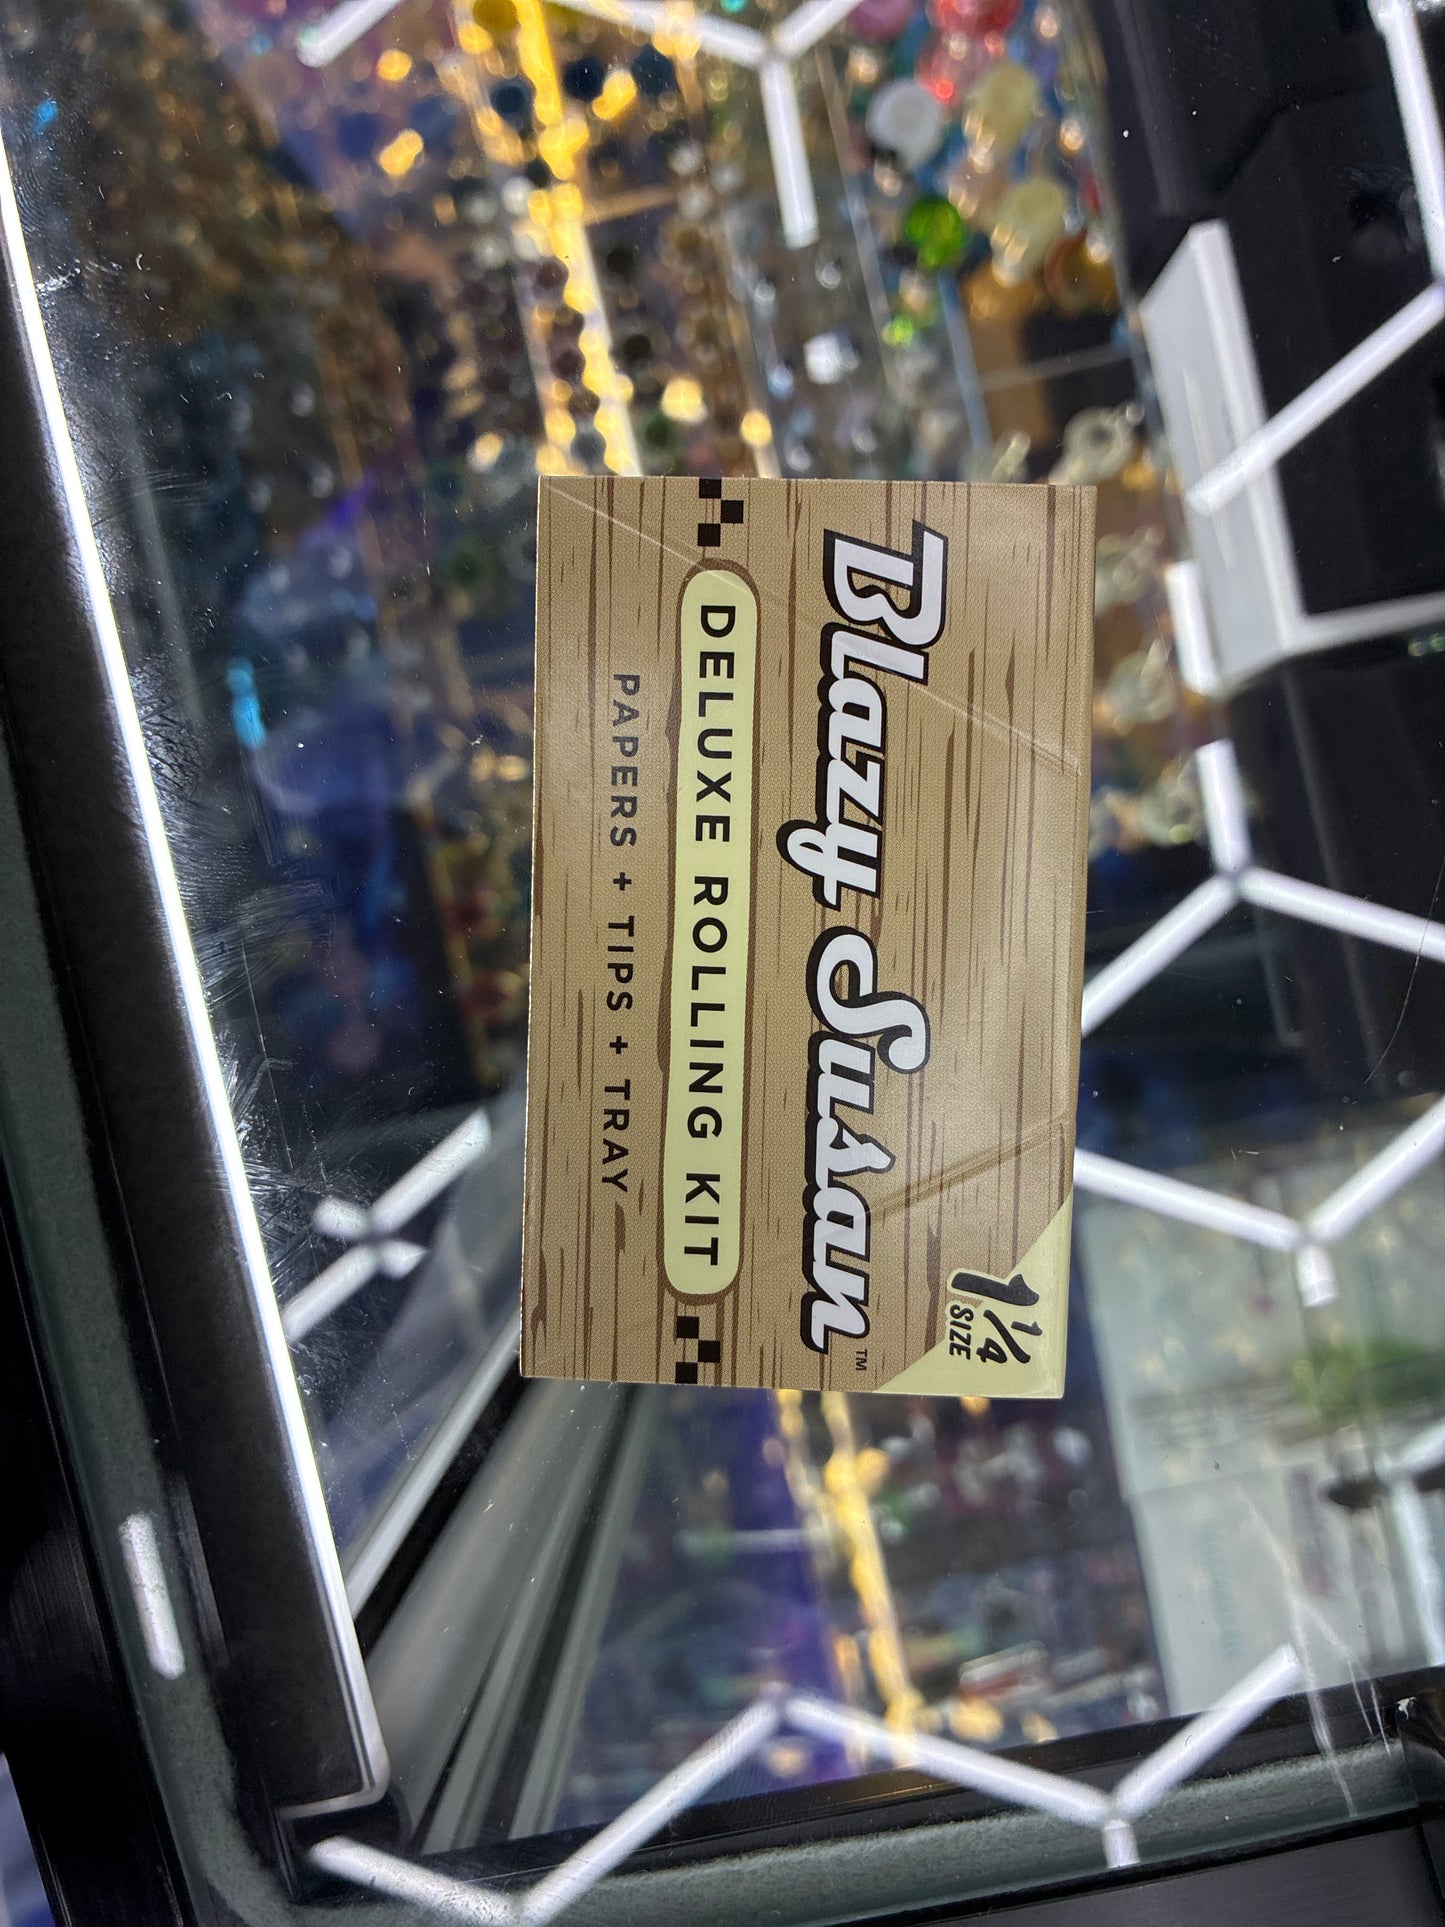 Blazy Susan™
DELUXE ROLLING KIT
PAPERS + TIPS + TRAY
1¼
SIZE